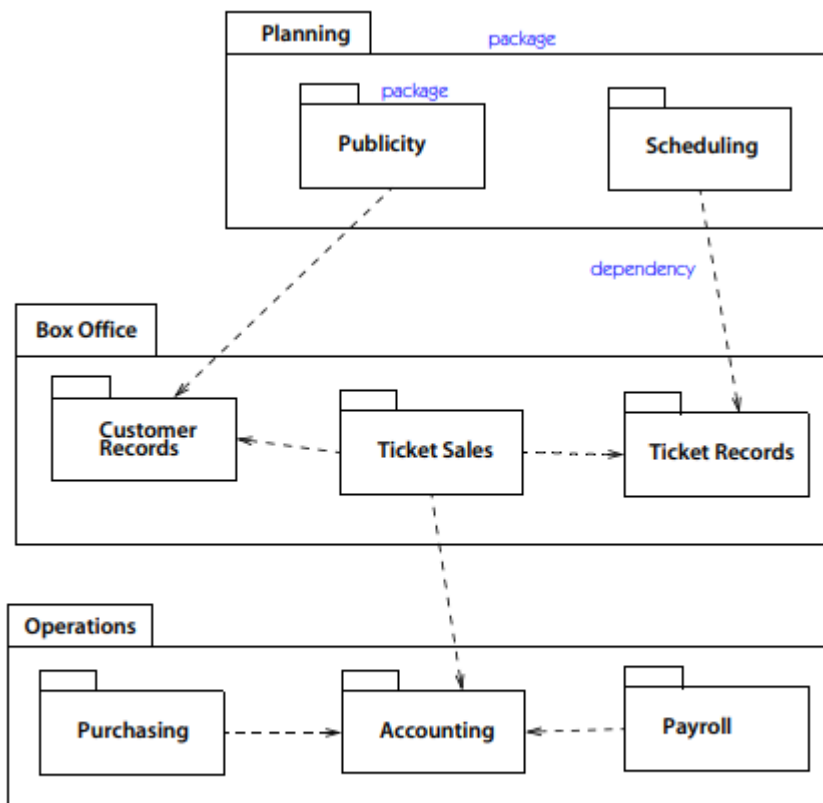 Planning
package
package
Publicity
Scheduling
dependency
Box Office
Customer
Records
Ticket Sales
Ticket Records
Operations
Purchasing
Accounting
Payroll